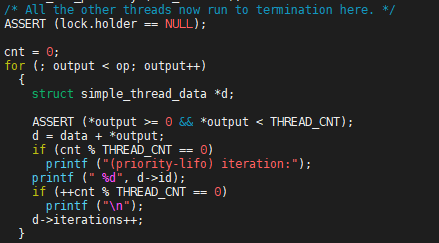 /* All the other threads now run to termination here. */
ASSERT (lock.holder == NULL);

cnt = 0;
for (; output < op; output++)
  {
    struct simple_thread_data *d;

    ASSERT (*output >= 0 && *output < THREAD_CNT);
    d = data + *output;
    if (cnt % THREAD_CNT == 0)
      printf ("(priority-lifo) iteration:");
    printf (" %d", d->id);
    if (++cnt % THREAD_CNT == 0)
      printf ("\n");
    d->iterations++;
  }